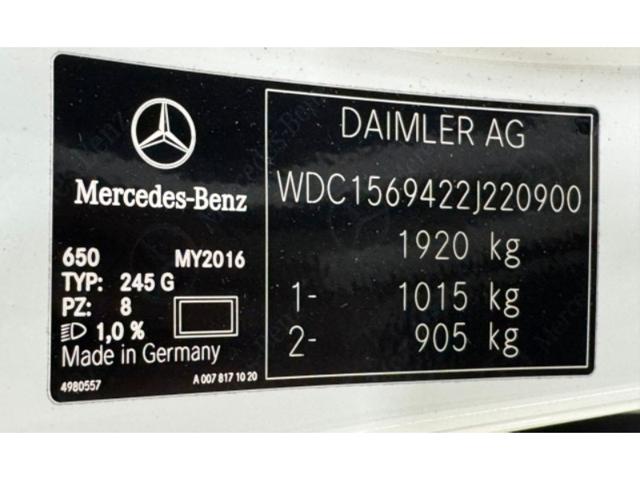 Mercedes-Benz
650 MY2016
TYP: 245 G
PZ: 8
1,0 %
Made in Germany
4980557 A 007 817 10 20
DAIMLER AG
WDC1569422J220900
1920 kg
1- 1015 kg
2- 905 kg